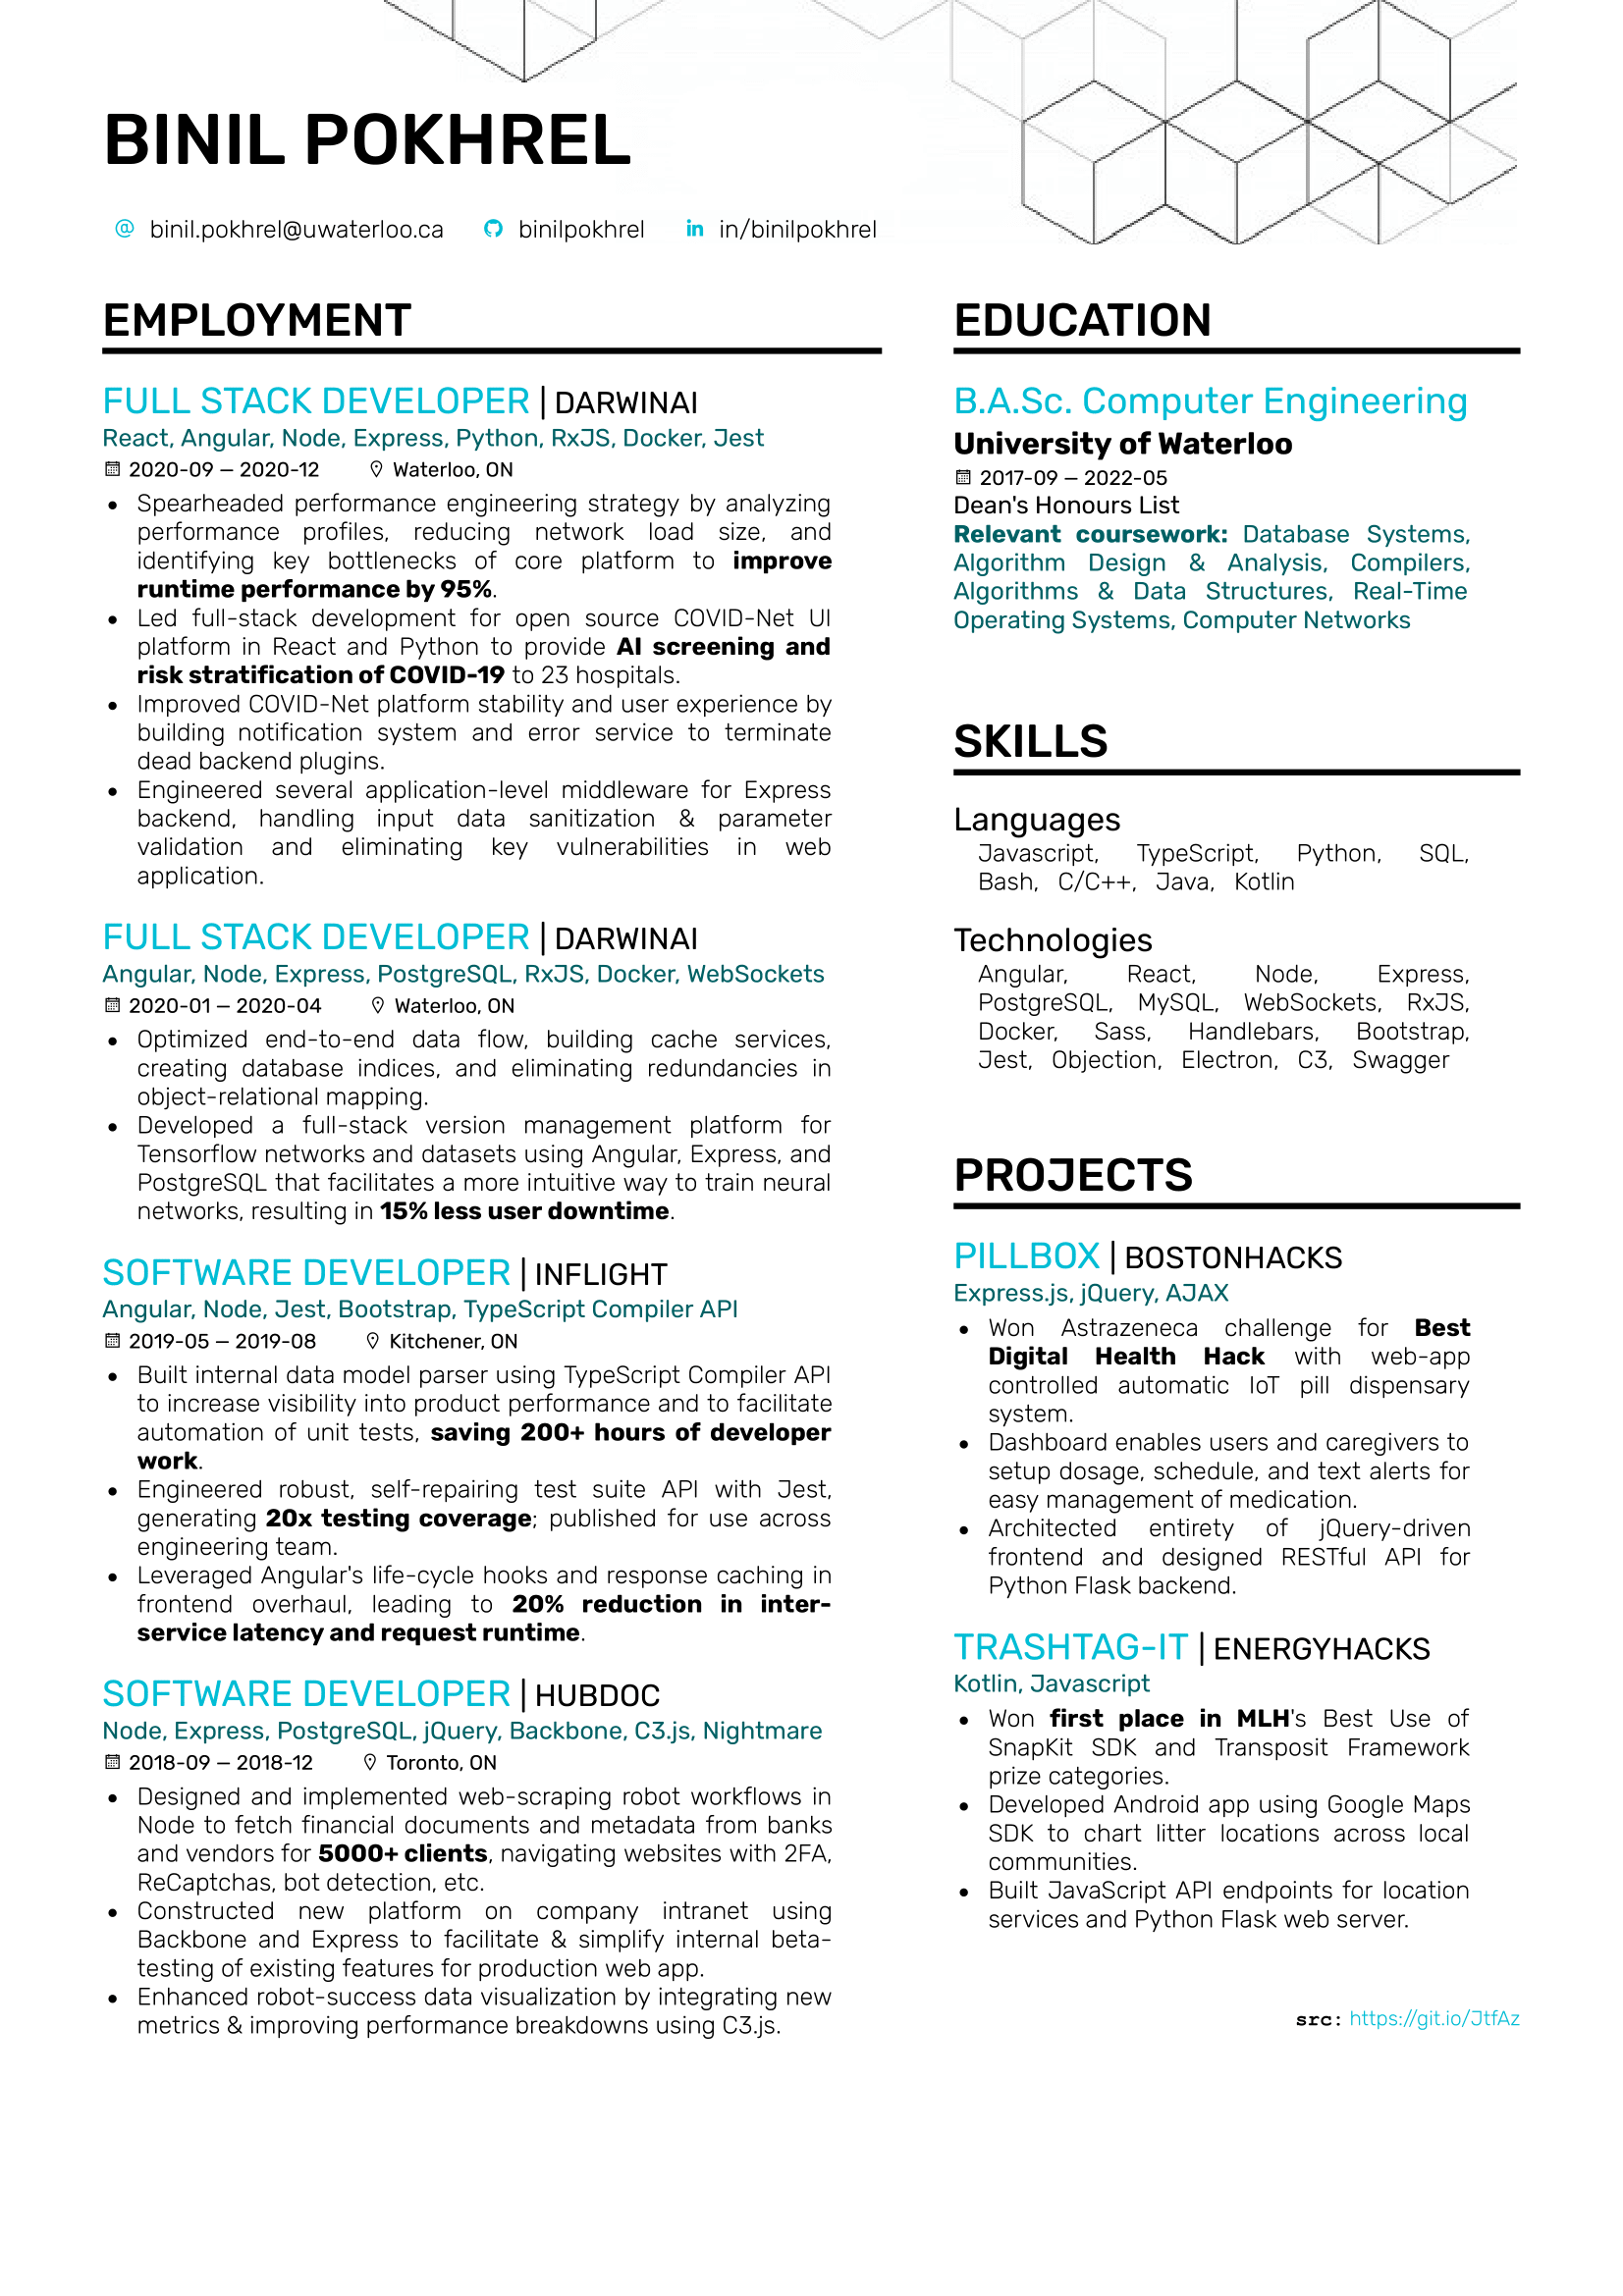 BINIL POKHREL
@ binil.pokhrel@uwaterloo.ca binilpokhrel in in/binilpokhrel
EMPLOYMENT
FULL STACK DEVELOPER | DARWINAI
React, Angular, Node, Express, Python, RxJS, Docker, Jest
2020-09 – 2020-12 Waterloo, ON
• Spearheaded performance engineering strategy by analyzing
performance profiles, reducing network load size, and
identifying key bottlenecks of core platform to improve
runtime performance by 95%.
• Led full-stack development for open source COVID-Net UI
platform in React and Python to provide AI screening and
risk stratification of COVID-19 to 23 hospitals.
• Improved COVID-Net platform stability and user experience by
building notification system and error service to terminate
dead backend plugins.
• Engineered several application-level middleware for Express
backend, handling input data sanitization & parameter
validation and eliminating key vulnerabilities in web
application.
FULL STACK DEVELOPER | DARWINAI
Angular, Node, Express, PostgreSQL, RxJS, Docker, WebSockets
2020-01 – 2020-04 Waterloo, ON
• Optimized end-to-end data flow, building cache services,
creating database indices, and eliminating redundancies in
object-relational mapping.
• Developed a full-stack version management platform for
Tensorflow networks and datasets using Angular, Express, and
PostgreSQL that facilitates a more intuitive way to train neural
networks, resulting in 15% less user downtime.
SOFTWARE DEVELOPER | INFLIGHT
Angular, Node, Jest, Bootstrap, TypeScript Compiler API
2019-05 – 2019-08 Kitchener, ON
• Built internal data model parser using TypeScript Compiler API
to increase visibility into product performance and to facilitate
automation of unit tests, saving 200+ hours of developer
work.
• Engineered robust, self-repairing test suite API with Jest,
generating 20x testing coverage; published for use across
engineering team.
• Leveraged Angular's life-cycle hooks and response caching in
frontend overhaul, leading to 20% reduction in inter-
service latency and request runtime.
SOFTWARE DEVELOPER | HUBDOC
Node, Express, PostgreSQL, jQuery, Backbone, C3.js, Nightmare
2018-09 – 2018-12 Toronto, ON
• Designed and implemented web-scraping robot workflows in
Node to fetch financial documents and metadata from banks
and vendors for 5000+ clients, navigating websites with 2FA,
ReCaptchas, bot detection, etc.
• Constructed new platform on company intranet using
Backbone and Express to facilitate & simplify internal beta-
testing of existing features for production web app.
• Enhanced robot-success data visualization by integrating new
metrics & improving performance breakdowns using C3.js.
EDUCATION
B.A.Sc. Computer Engineering
University of Waterloo
2017-09 – 2022-05
Dean's Honours List
Relevant coursework: Database Systems,
Algorithm Design & Analysis, Compilers,
Algorithms & Data Structures, Real-Time
Operating Systems, Computer Networks
SKILLS
Languages
Javascript, TypeScript, Python, SQL,
Bash, C/C++, Java, Kotlin
Technologies
Angular, React, Node, Express,
PostgreSQL, MySQL, WebSockets, RxJS,
Docker, Sass, Handlebars, Bootstrap,
Jest, Objection, Electron, C3, Swagger
PROJECTS
PILLBOX | BOSTONHACKS
Express.js, jQuery, AJAX
• Won Astrazeneca challenge for Best
Digital Health Hack with web-app
controlled automatic IoT pill dispensary
system.
• Dashboard enables users and caregivers to
setup dosage, schedule, and text alerts for
easy management of medication.
• Architected entirety of jQuery-driven
frontend and designed RESTful API for
Python Flask backend.
TRASHTAG-IT | ENERGYHACKS
Kotlin, Javascript
• Won first place in MLH's Best Use of
SnapKit SDK and Transposit Framework
prize categories.
• Developed Android app using Google Maps
SDK to chart litter locations across local
communities.
• Built JavaScript API endpoints for location
services and Python Flask web server.
src: https://git.io/JtfAz